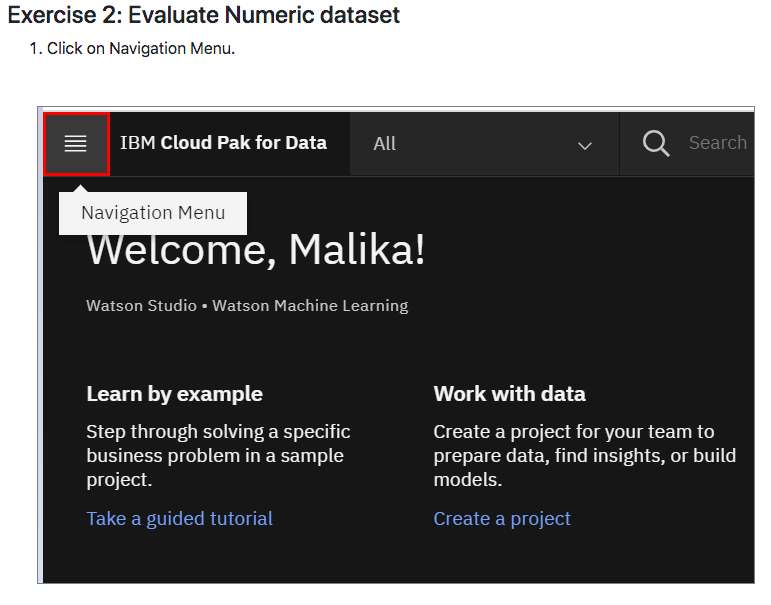 Exercise 2: Evaluate Numeric dataset
1. Click on Navigation Menu.
IBM Cloud Pak for Data
All
Search
Navigation Menu
Welcome, Malika!
Watson Studio • Watson Machine Learning
Learn by example
Step through solving a specific
business problem in a sample
project.
Take a guided tutorial
Work with data
Create a project for your team to
prepare data, find insights, or build
models.
Create a project